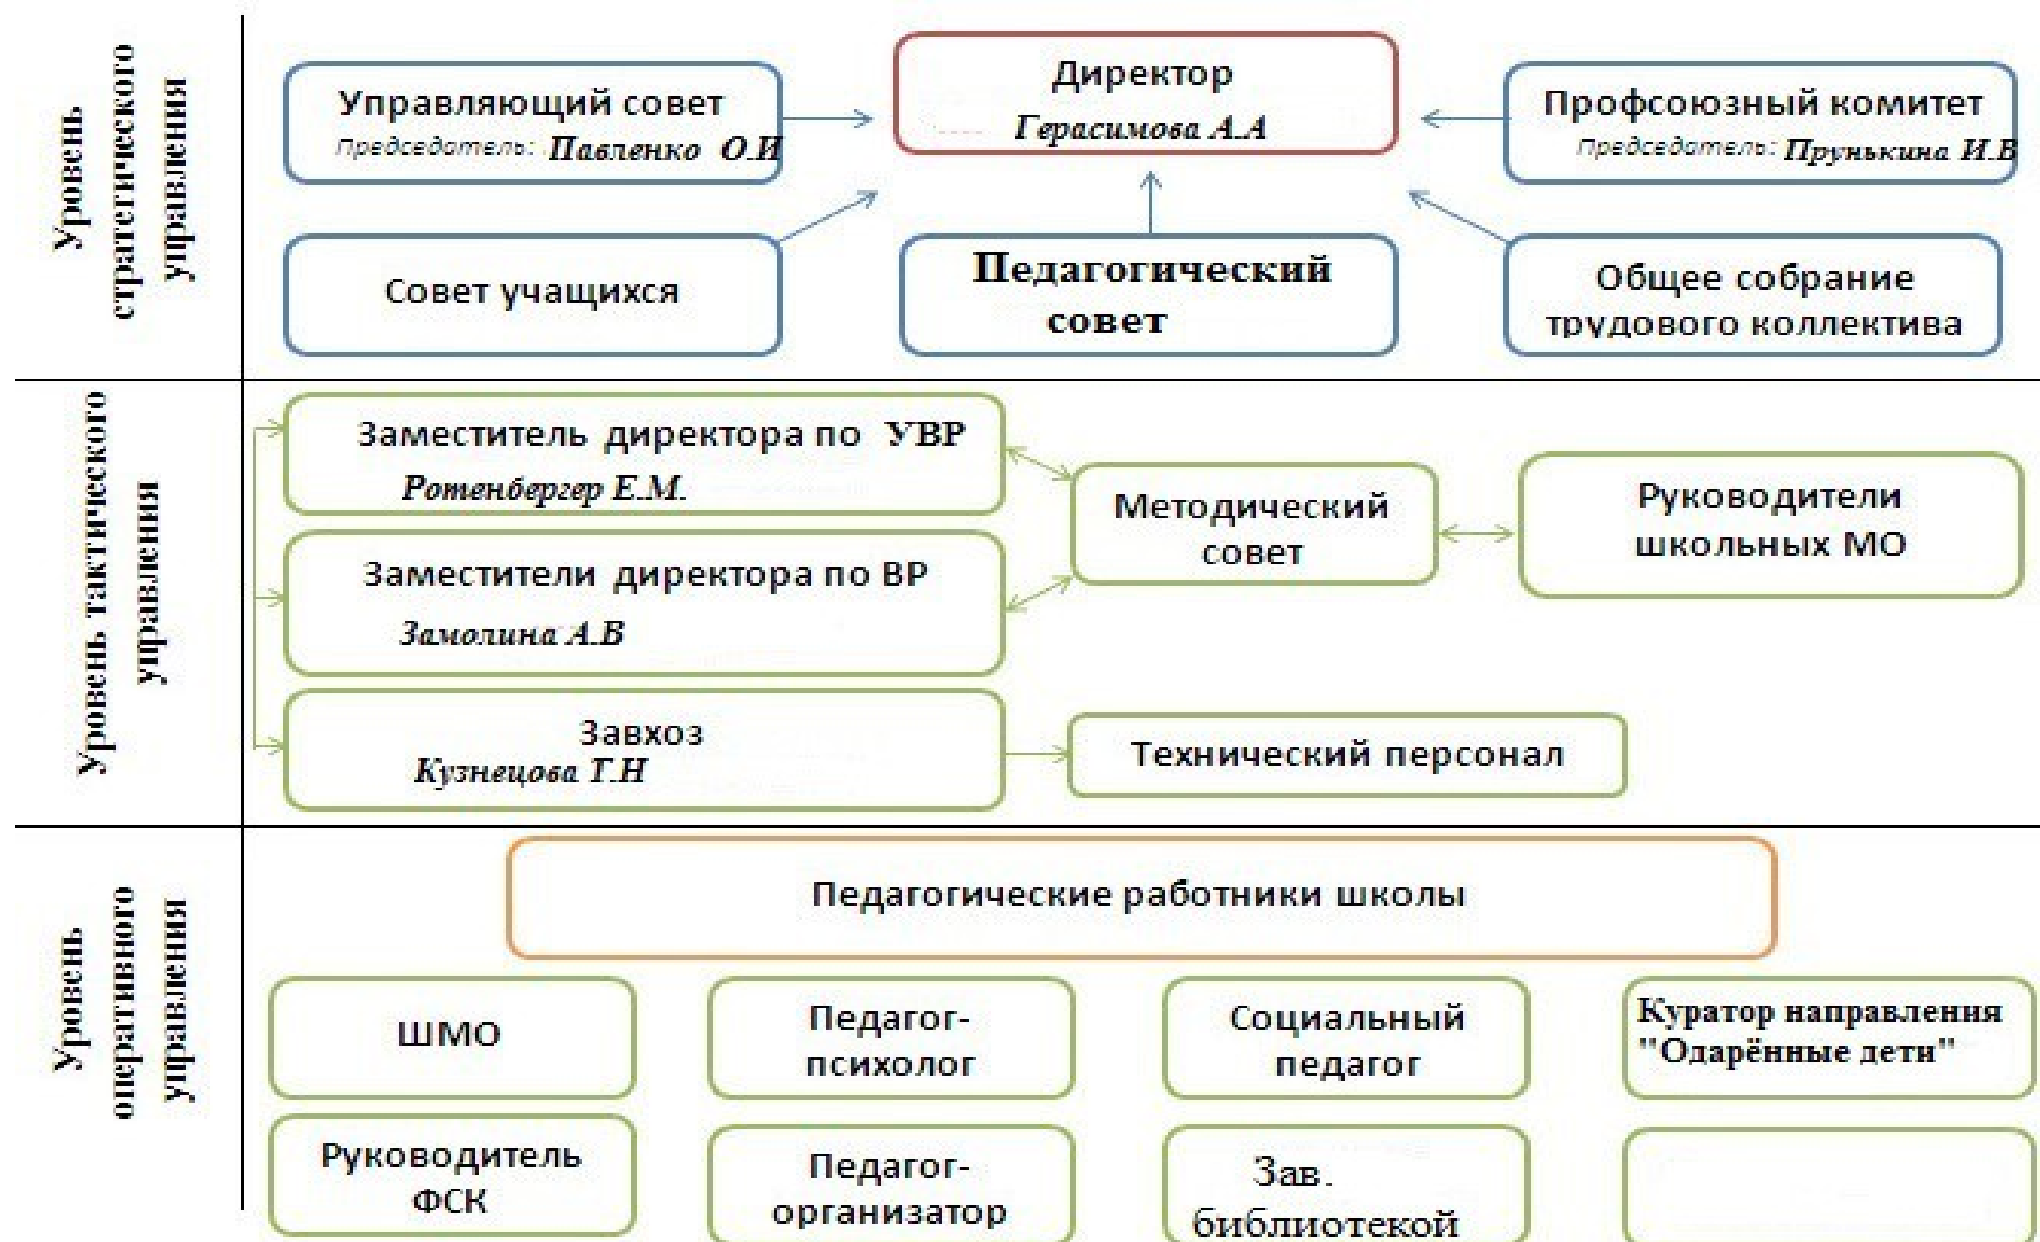 Уровень
стратегического
управления
Управляющий совет
Председатель: Павленко О.И
Директор
Герасимова А.А
Профсоюзный комитет
Председатель: Прунькина И.В
Совет учащихся
Педагогический
совет
Общее собрание
трудового коллектива
Уровень тактического
управления
Заместитель директора по УВР
Ротенбергер Е.М.
Заместители директора по ВР
Замолина А.В
Завхоз
Кузнецова Т.Н
Методический
совет
Руководители
школьных МО
Технический персонал
Уровень
оперативного
управления
Педагогические работники школы
ШМО
Педагог-
психолог
Социальный
педагог
Куратор направления
"Одарённые дети"
Руководитель
ФСК
Педагог-
организатор
Зав.
библиотекой